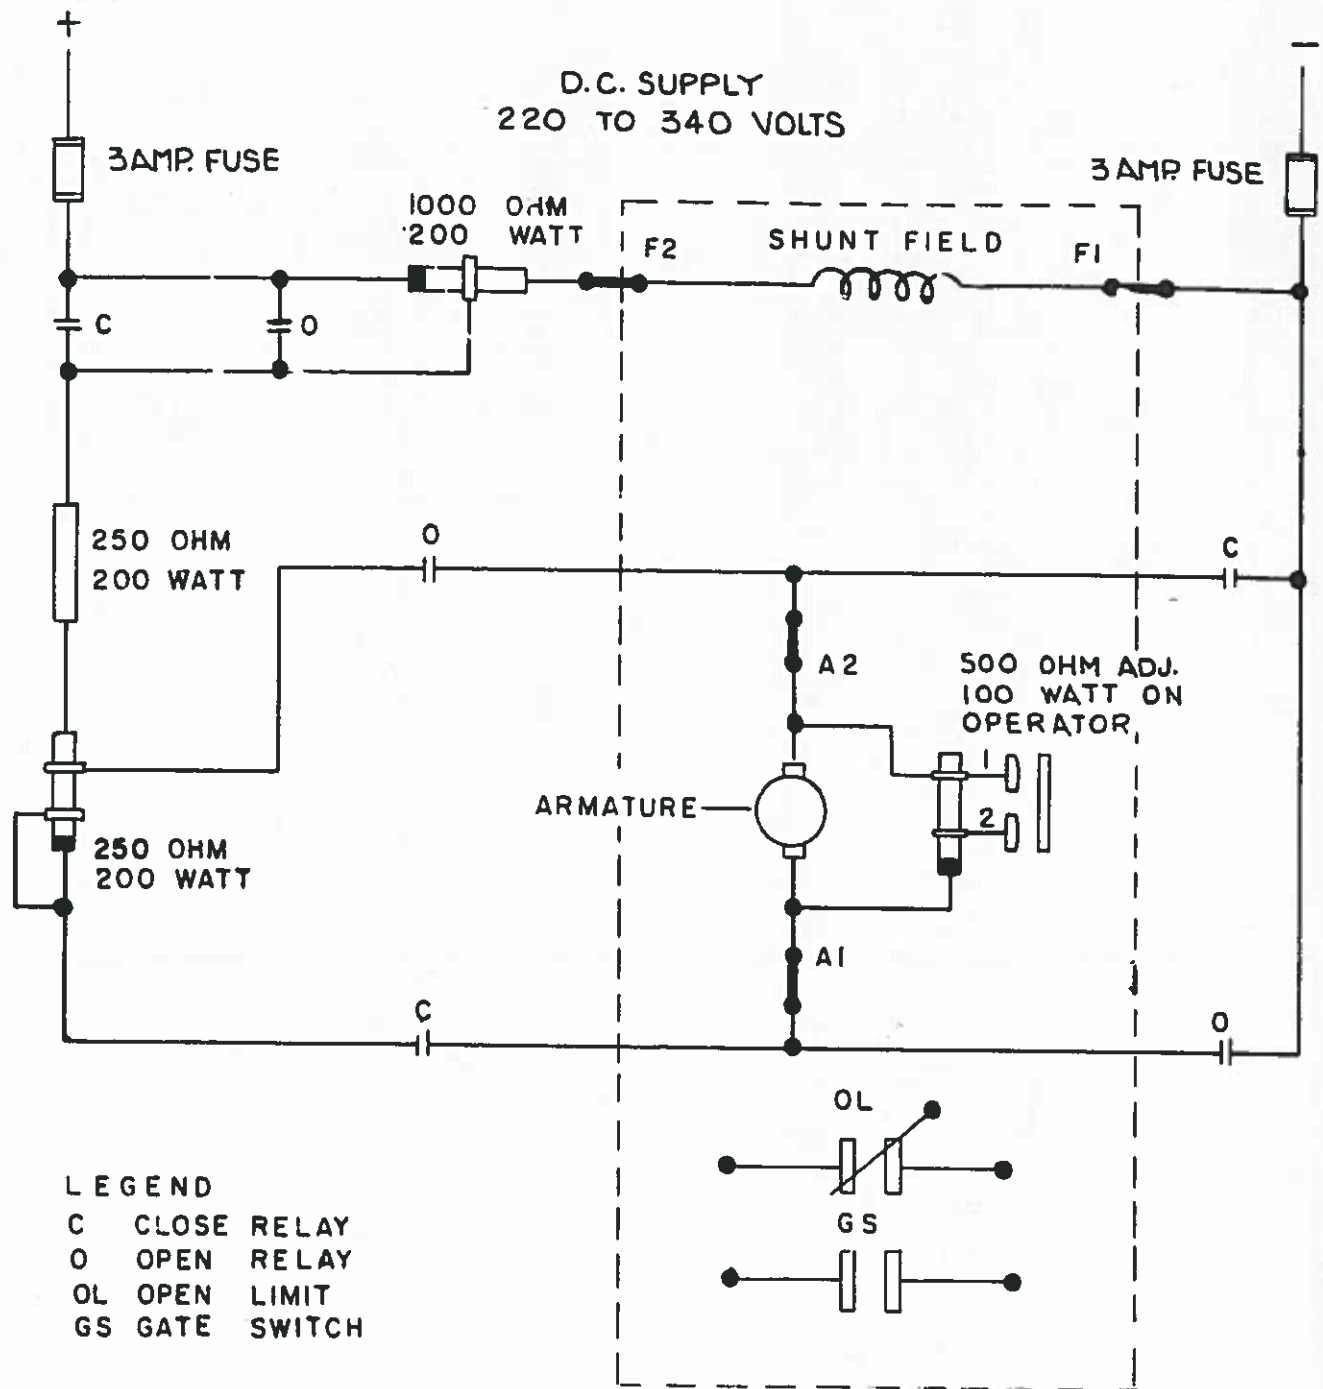 +
−
D.C. SUPPLY
220 TO 340 VOLTS
3 AMP. FUSE
3 AMP. FUSE
1000 OHM
200 WATT
F2
SHUNT FIELD
F1
C
O
250 OHM
200 WATT
O
C
A2
500 OHM ADJ.
100 WATT ON
OPERATOR
1
2
ARMATURE
250 OHM
200 WATT
A1
C
O
OL
GS
LEGEND
C CLOSE RELAY
O OPEN RELAY
OL OPEN LIMIT
GS GATE SWITCH